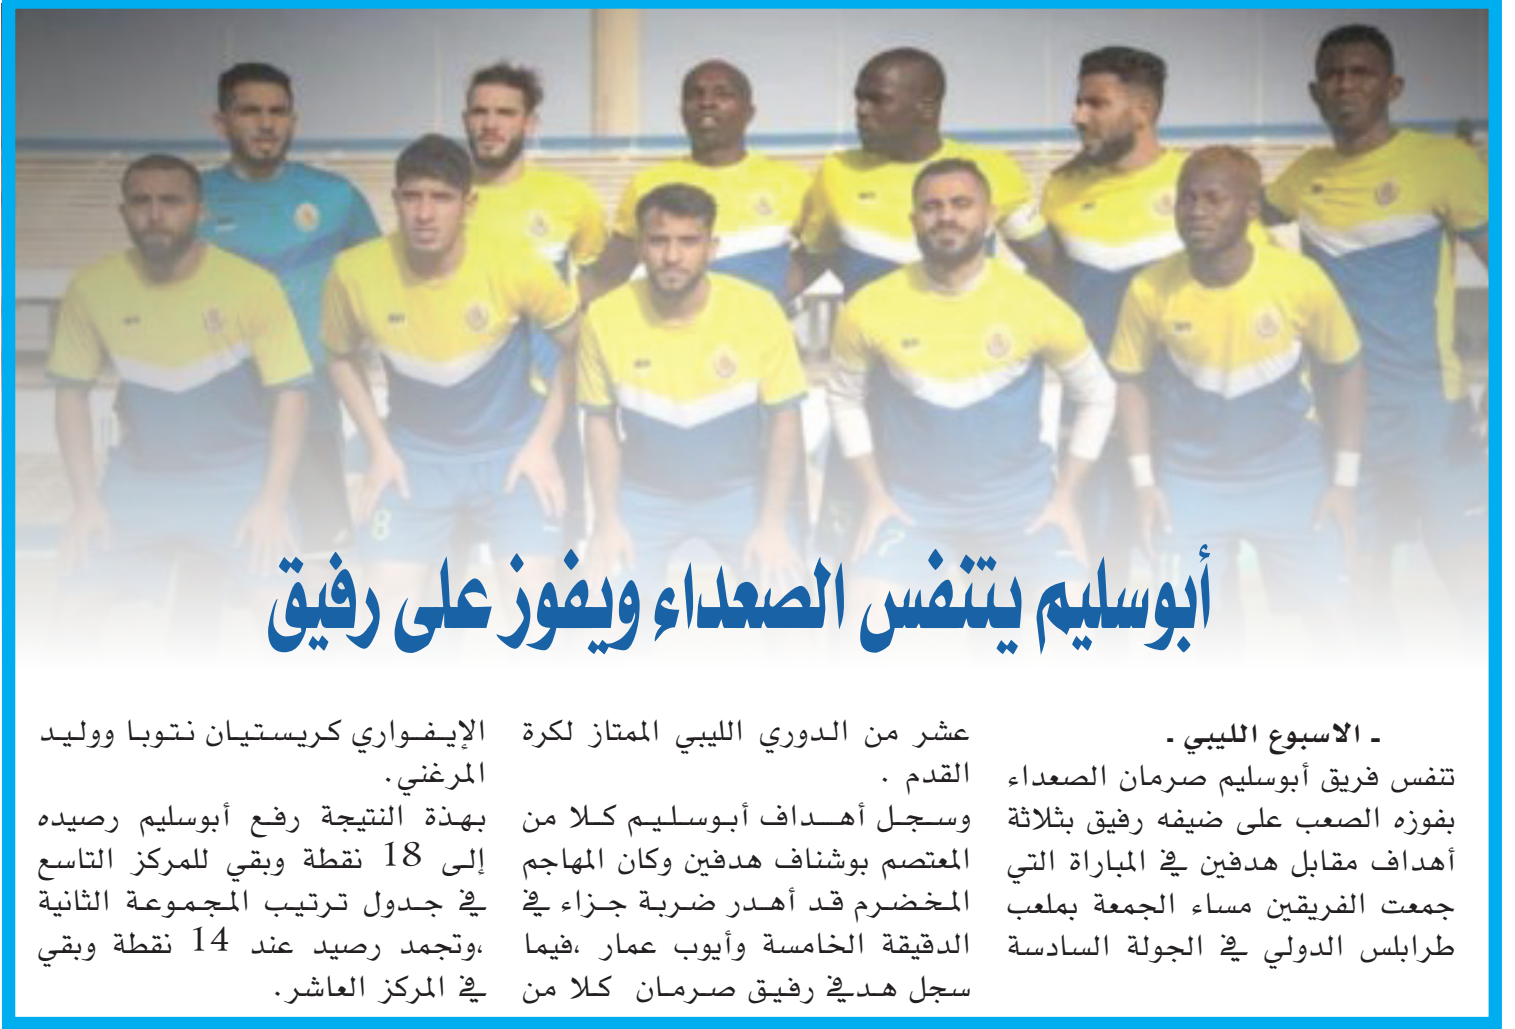 أبوسليم يتنفس الصعداء ويفوز على رفيق
ـ الاسبوع الليبي ـ
تنفس فريق أبوسليم صرمان الصعداء
بفوزه الصعب على ضيفه رفيق بثلاثة
أهداف مقابل هدفين في المباراة التي
جمعت الفريقين مساء الجمعة بملعب
طرابلس الدولي في الجولة السادسة
عشر من الدوري الليبي الممتاز لكرة
القدم .
وسجل أهداف أبوسليم كلا من
المعتصم بوشناف هدفين وكان المهاجم
المخضرم قد أهدر ضربة جزاء في
الدقيقة الخامسة وأيوب عمار ،فيما
سجل هدفي رفيق صرمان كلا من
الإيفواري كريستيان نتوبا ووليد
المرغني.
بهذة النتيجة رفع أبوسليم رصيده
إلى 18 نقطة وبقي للمركز التاسع
في جدول ترتيب المجموعة الثانية
،وتجمد رصيد عند 14 نقطة وبقي
في المركز العاشر.
8
7